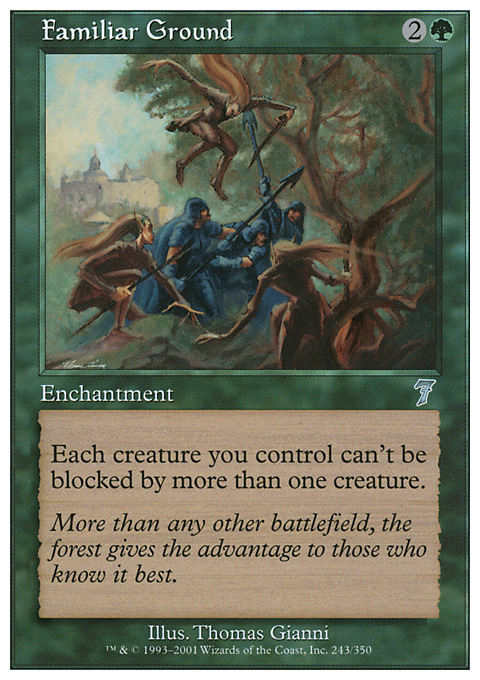 Familiar Ground
2
Enchantment
7
Each creature you control can't be
blocked by more than one creature.
More than any other battlefield, the
forest gives the advantage to those who
know it best.
Illus. Thomas Gianni
™ & © 1993–2001 Wizards of the Coast, Inc. 243/350